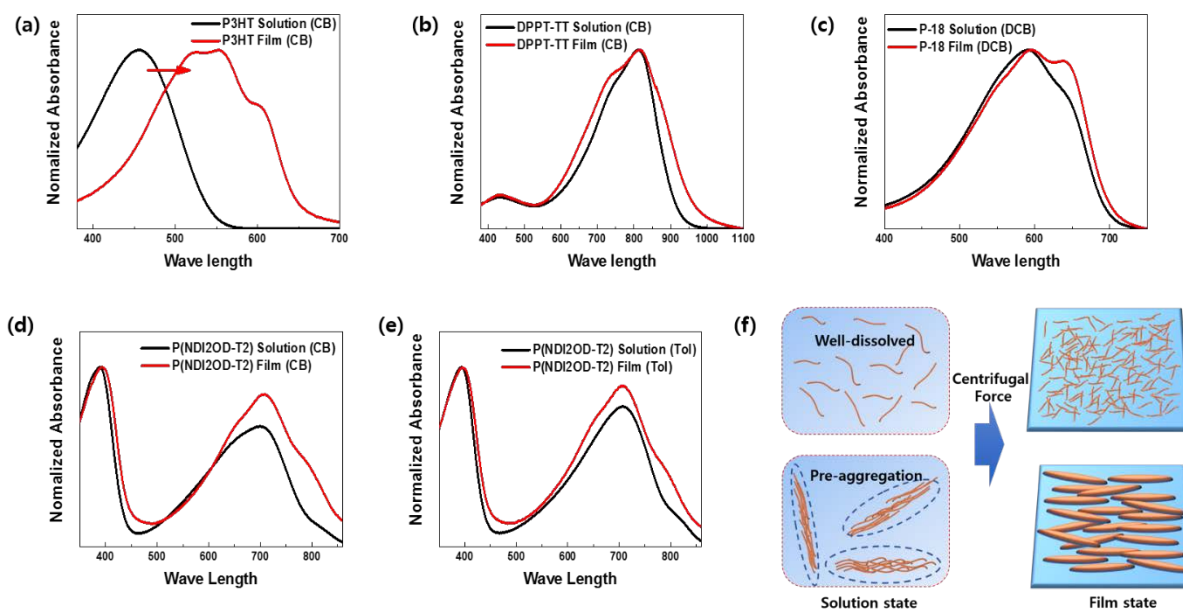 (a)
P3HT Solution (CB)
P3HT Film (CB)
Nomalized Absorbance
400 500 600 700
Wave length
(b)
DPPT-TT Solution (CB)
DPPT-TT Film (CB)
Nomalized Absorbance
400 500 600 700 800 900 1000 1100
Wave length
(c)
P-18 Solution (DCB)
P-18 Film (DCB)
Nomalized Absorbance
400 500 600 700
Wave length
(d)
P(NDI2OD-T2) Solution (CB)
P(NDI2OD-T2) Film (CB)
Nomalized Absorbance
400 500 600 700 800
Wave Length
(e)
P(NDI2OD-T2) Solution (Tol)
P(NDI2OD-T2) Film (Tol)
Nomalized Absorbance
400 500 600 700 800
Wave Length
(f)
Well-dissolved
Centrifugal
Force
Pre-aggregation
Solution state
Film state